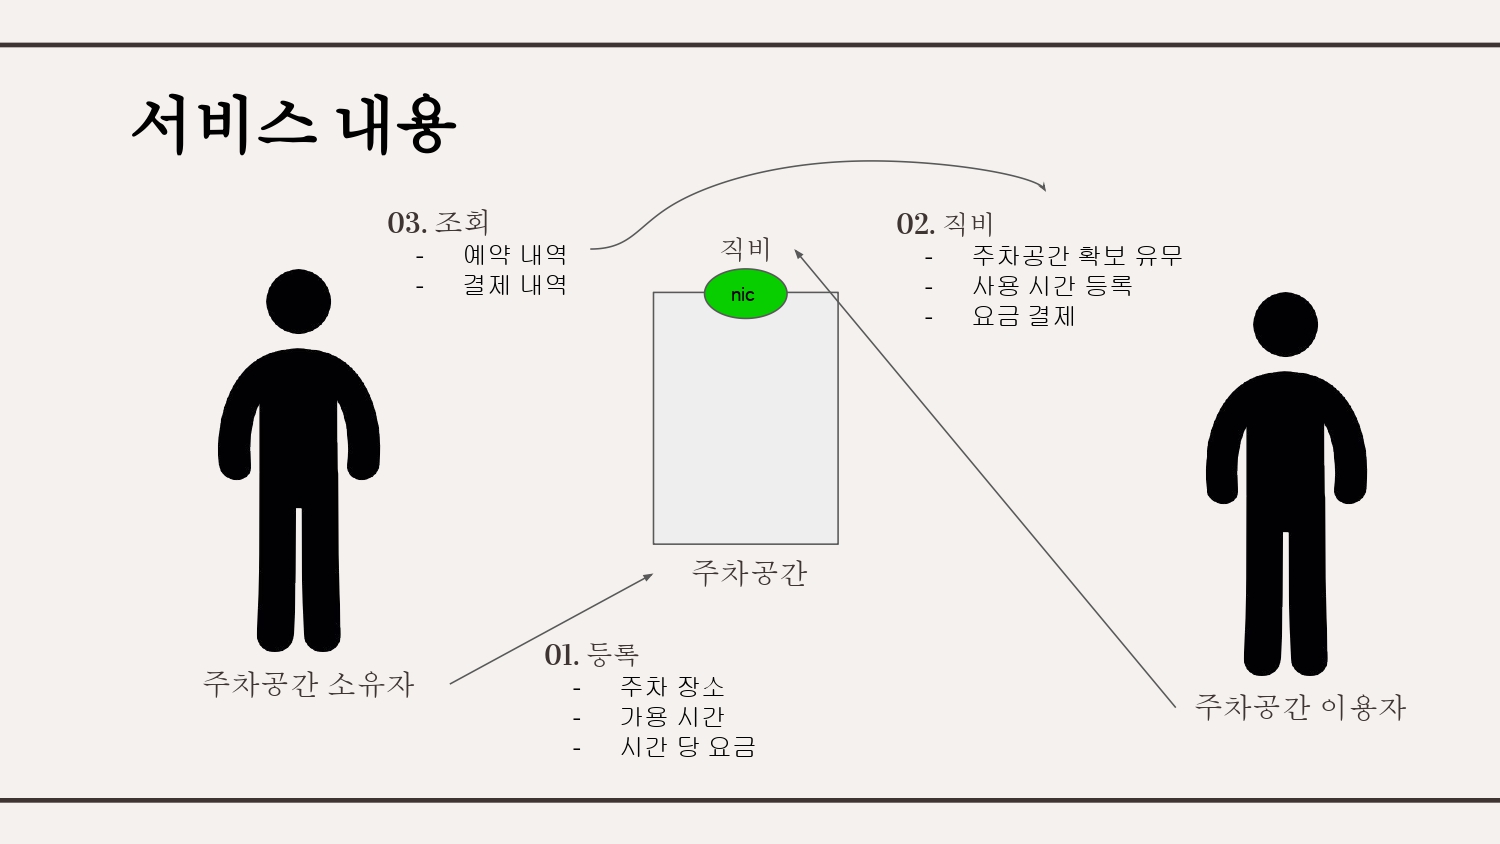 서비스 내용
03. 조회
- 예약 내역
- 결제 내역
직비
nic
02. 직비
- 주차공간 확보 유무
- 사용 시간 등록
- 요금 결제
주차공간
01. 등록
- 주차 장소
- 가용 시간
- 시간 당 요금
주차공간 소유자
주차공간 이용자